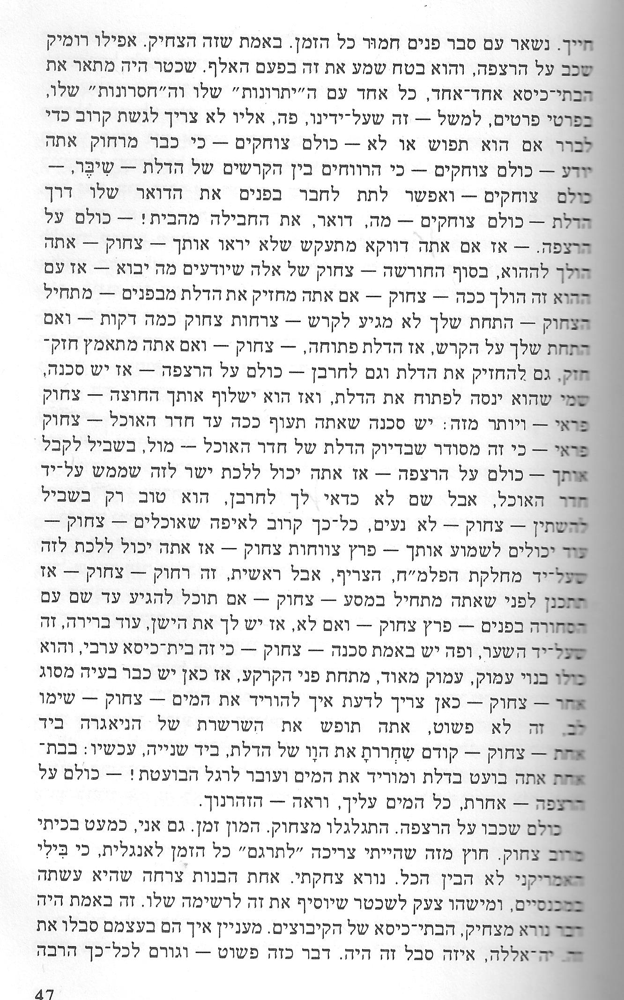 חייך. נשאר עם סבר פנים חמוּר כל הזמן. באמת שזה הצחיק. אפילו רומיק
שכב על הרצפה, והוא בטח שמע את זה בפעם האלף. שכטר היה מתאר את
הבתי־כיסא אחד־אחד, כל אחד עם ה״יתרונות״ שלו וה״חסרונות״ שלו,
בפרטי פרטים, למשל — זה שעל־ידינו, פה, אליו לא צריך לגשת קרוב כדי
לברר אם הוא תפוש או לא — כולם צוחקים — כי כבר מרחוק אתה
יודע — כולם צוחקים — כי הרווחים בין הקרשים של הדלת — שִיבֶּר, —
כולם צוחקים — ואפשר לתת לחבר בפנים את הדואר שלו דרך
הדלת — כולם צוחקים — מה, דואר, את החבילה מהבית! — כולם על
הרצפה. — אז אם אתה דווקא מתעקש שלא יראו אותך — צחוק — אתה
הולך לההוא, בסוף החורשה — צחוק של אלה שיודעים מה יבוא — אז עם
ההוא זה הולך ככה — צחוק — אם אתה מחזיק את הדלת מבפנים — מתחיל
הצחוק — התחת שלך לא מגיע לקרש — צרחות צחוק כמה דקות — ואם
התחת שלך על הקרש, אז הדלת פתוחה, — צחוק — ואם אתה מתאמץ חזק־
חזק, גם להחזיק את הדלת וגם לחרבן — כולם על הרצפה — אז יש סכנה,
שמי שהוא ינסה לפתוח את הדלת, ואז הוא ישלוף אותך החוצה — צחוק
פראי — ויותר מזה: יש סכנה שאתה תעוף ככה עד חדר האוכל — צחוק
פראי — כי זה מסודר שבדיוק הדלת של חדר האוכל — מול, בשביל לקבל
אותך — כולם על הרצפה — אז אתה יכול ללכת ישר לזה שממש על־יד
חדר האוכל, אבל שם לא כדאי לך לחרבן, הוא טוב רק בשביל
להשתין — צחוק — לא נעים, כל־כך קרוב לאיפה שאוכלים — צחוק —
עוד יכולים לשמוע אותך — פרץ צווחות צחוק — אז אתה יכול ללכת לזה
שעל־יד מחלקת הפלמ״ח, הצריף, אבל ראשית, זה רחוק — צחוק — אז
תתכנן לפני שאתה מתחיל במסע — צחוק — אם תוכל להגיע עד שם עם
הסחורה בפנים — פרץ צחוק — ואם לא, אז יש לך את הישן, עוד ברירה, זה
שעל־יד השער, ופה יש באמת סכנה — צחוק — כי זה בית־כיסא ערבי, והוא
כולו בנוי עמוק, עמוק מאוד, מתחת פני הקרקע, אז כאן יש כבר בעיה מסוג
אחר — צחוק — כאן צריך לדעת איך להוריד את המים — צחוק — שימו
לב, זה לא פשוט, אתה תופש את השרשרת של הניאגרה ביד
אחת — צחוק — קודם שִחְררתָ את הוָו של הדלת, ביד שנייה, עכשיו: בבת־
אחת אתה בועט בדלת ומוריד את המים ועובר לרגל הבועטת! — כולם על
הרצפה — אחרת, כל המים עליך, וראה — הזהרנוך.
כולם שכבו על הרצפה. התגלגלו מצחוק. המון זמן. גם אני, כמעט בכיתי
מרוב צחוק. חוץ מזה שהייתי צריכה ״לתרגם״ כל הזמן לאנגלית, כי בִּילִי
האמריקני לא הבין הכל. נורא צחקתי. אחת הבנות צרחה שהיא עשתה
במכנסיים, ומישהו צעק לשכטר שיוסיף את זה לרשימה שלו. זה באמת היה
דבר נורא מצחיק, הבתי־כיסא של הקיבוצים. מעניין איך הם בעצמם סבלו את
זה. יה־אללה, איזה סבל זה היה. דבר כזה פשוט — וגורם לכל־כך הרבה
47